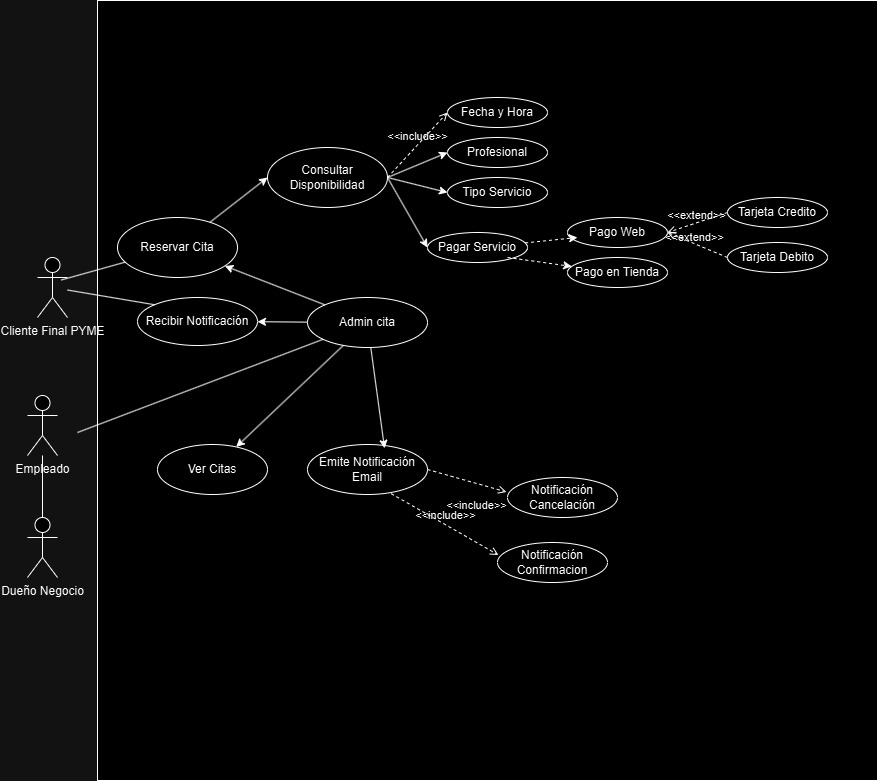 Fecha y Hora
<<include>>
Profesional
Consultar
Disponibilidad
Tipo Servicio
Tarjeta Credito
<<extend>>
Pago Web
<<extend>>
Reservar Cita
Pagar Servicio
Tarjeta Debito
Pago en Tienda
Recibir Notificación
Admin cita
Cliente Final PYME
Emite Notificación
Email
Ver Citas
Empleado
Notificación
Cancelación
<<include>>
<<include>>
Notificación
Confirmacion
Dueño Negocio